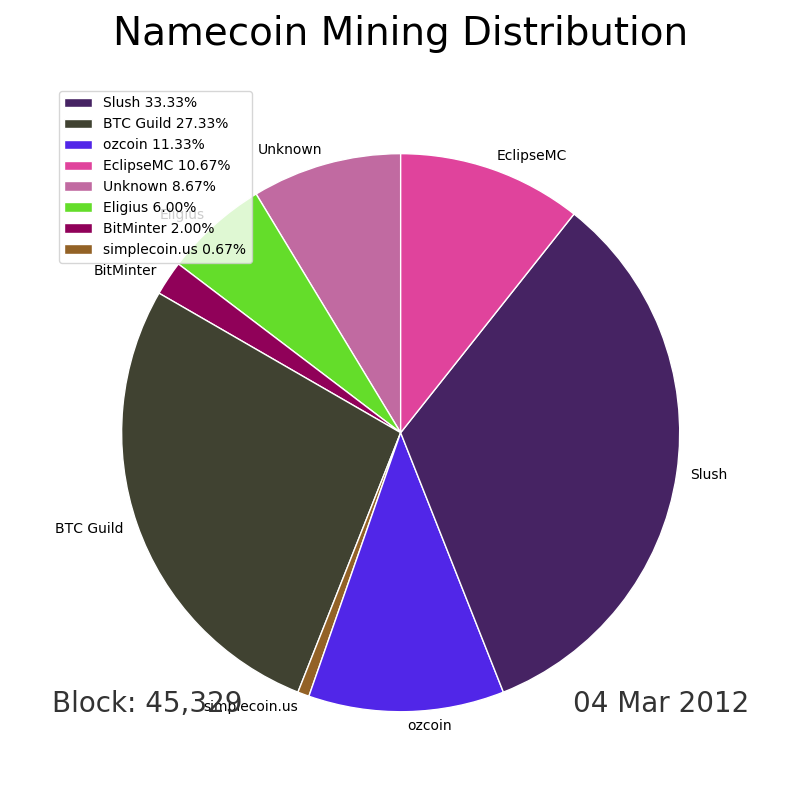 Namecoin Mining Distribution
Slush 33.33%
BTC Guild 27.33%
ozcoin 11.33%
EclipseMC 10.67%
Unknown 8.67%
Eligius 6.00%
BitMinter 2.00%
simplecoin.us 0.67%
Unknown
EclipseMC
Eligius
BitMinter
Slush
BTC Guild
simplecoin.us
ozcoin
Block: 45,329
04 Mar 2012